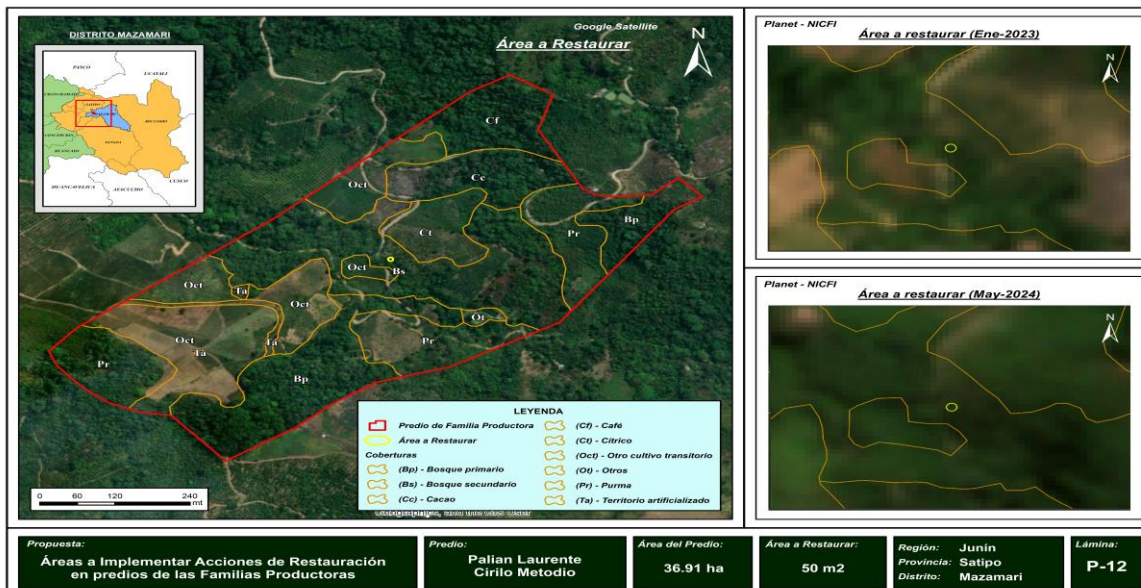 DISTRITO MAZAMARI
PASCO
UCAYALI
CUSCO
AYACUCHO
HUANCAVELICA
Google Satellite
Área a Restaurar
N
Cf
Oct
Cc
Bp
Ct
Pr
Oct
Bs
Oct
Ta
Oct
Ot
Oct
Ta
Ta
Pr
Pr
Bp
LEYENDA
Predio de Familia Productora
Área a Restaurar
Coberturas
(Bp) - Bosque primario
(Bs) - Bosque secundario
(Cc) - Cacao
(Cf) - Café
(Ct) - Cítrico
(Oct) - Otro cultivo transitorio
(Ot) - Otros
(Pr) - Purma
(Ta) - Territorio artificializado
0 60 120 240
mt
Planet - NICFI
Área a restaurar (Ene-2023)
N
Planet - NICFI
Área a restaurar (May-2024)
N
Propuesta:
Áreas a Implementar Acciones de Restauración
en predios de las Familias Productoras
Predio:
Palian Laurente
Cirilo Metodio
Área del Predio:
36.91 ha
Área a Restaurar:
50 m2
Región: Junín
Provincia: Satipo
Distrito: Mazamari
Lámina:
P-12